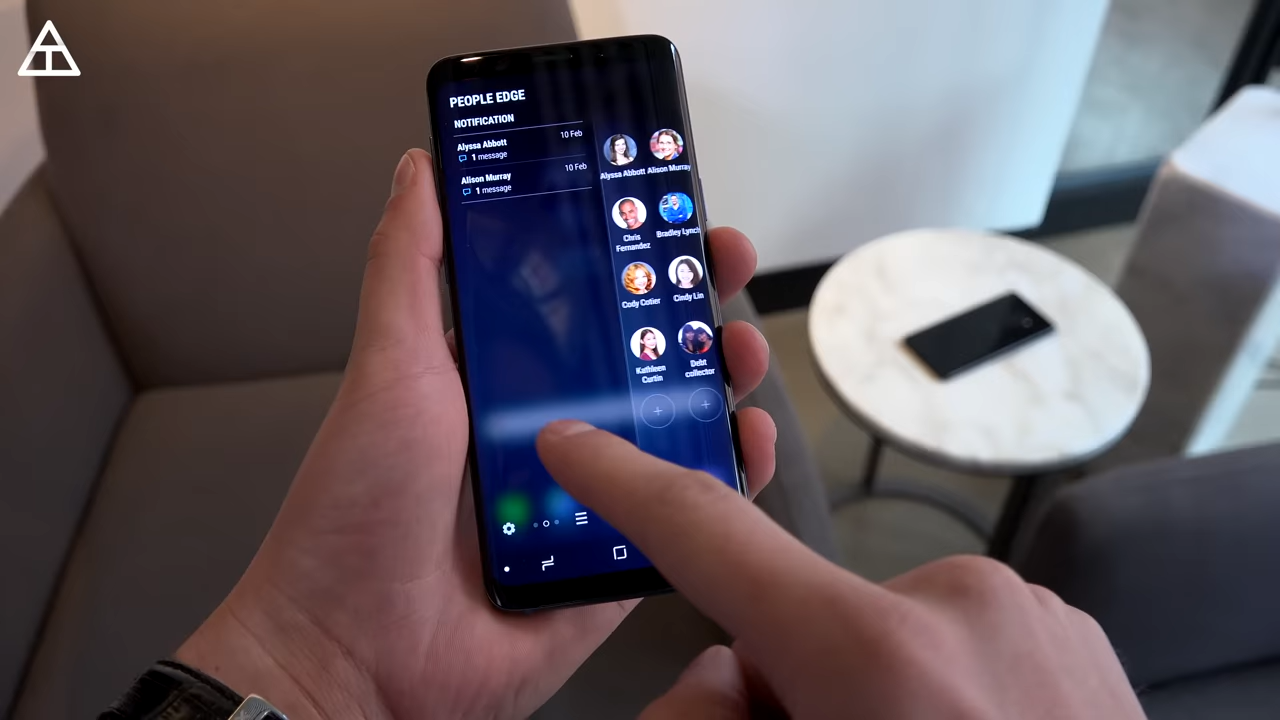 PEOPLE EDGE
NOTIFICATION
Alyssa Abbott
10 Feb
1 message
Alison Murray
10 Feb
1 message
Alyssa Abbott
Alison Murray
Chris
Fernandez
Bradley Lynch
Cody Cotier
Cindy Lin
Kathleen
Curtin
Debt
collector